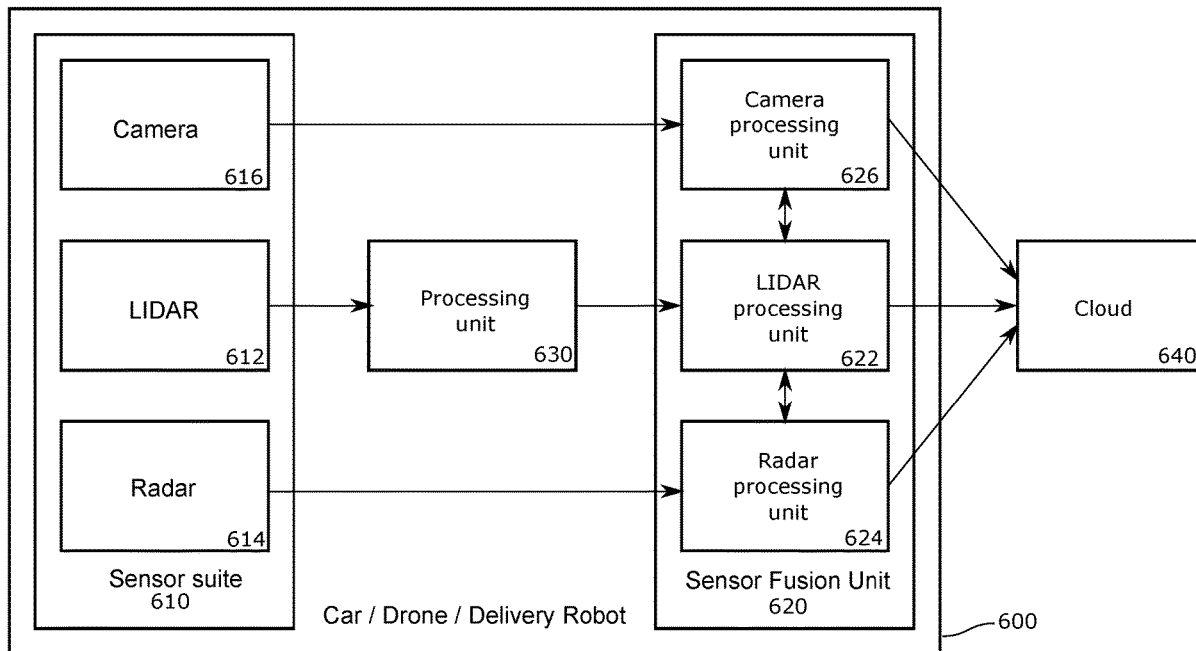 Camera
616
Camera
processing
unit
626
LIDAR
612
Processing
unit
630
LIDAR
processing
unit
622
Cloud
640
Radar
614
Radar
processing
unit
624
Sensor suite
610
Sensor Fusion Unit
620
Car / Drone / Delivery Robot
600